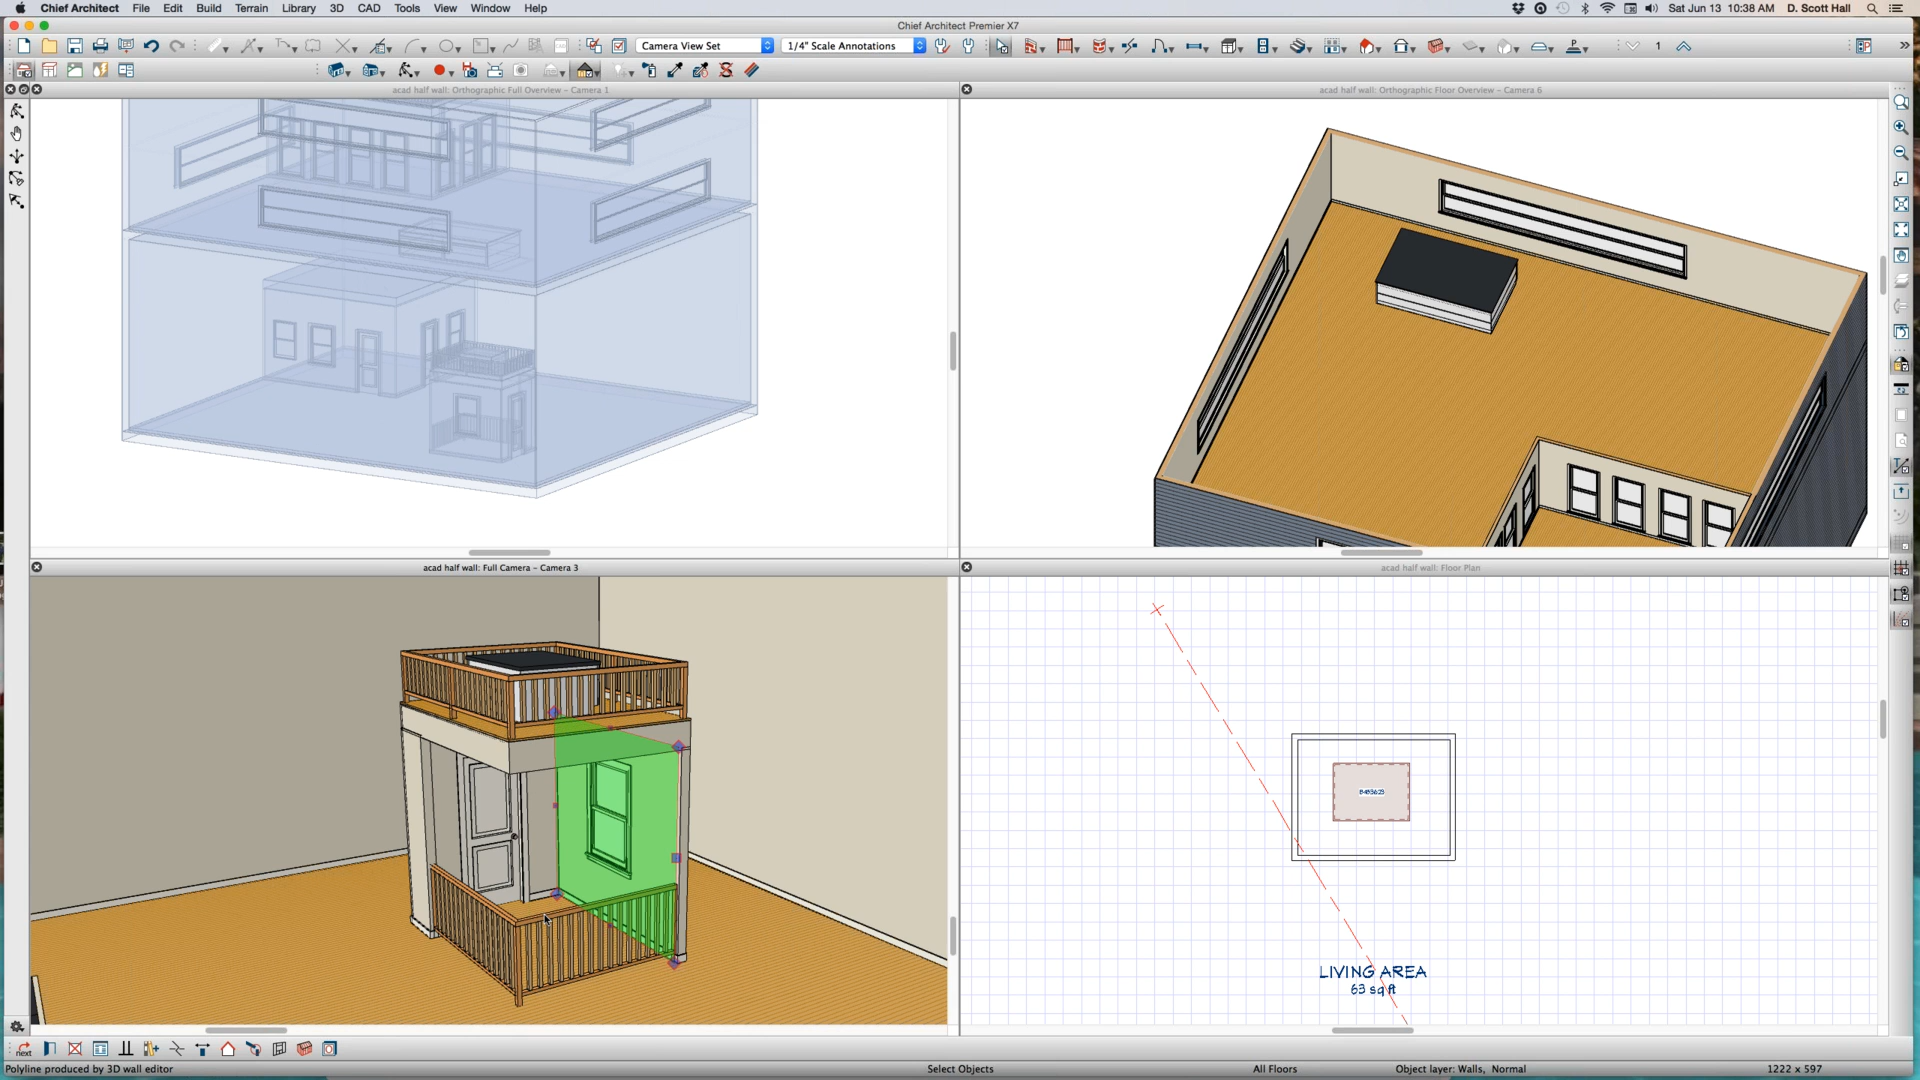 Chief Architect File Edit Build Terrain Library 3D CAD Tools View Window Help Sat Jun 13 10:38 AM D. Scott Hall
Chief Architect Premier X7
Camera View Set 1/4" Scale Annotations 1
acad half wall: Orthographic Full Overview - Camera 1
acad half wall: Orthographic Floor Overview - Camera 6
acad half wall: Full Camera - Camera 3
acad half wall: Floor Plan
LIVING AREA
63 sq ft
next
Polyline produced by 3D wall editor Select Objects All Floors Object layer: Walls, Normal 1222 x 597